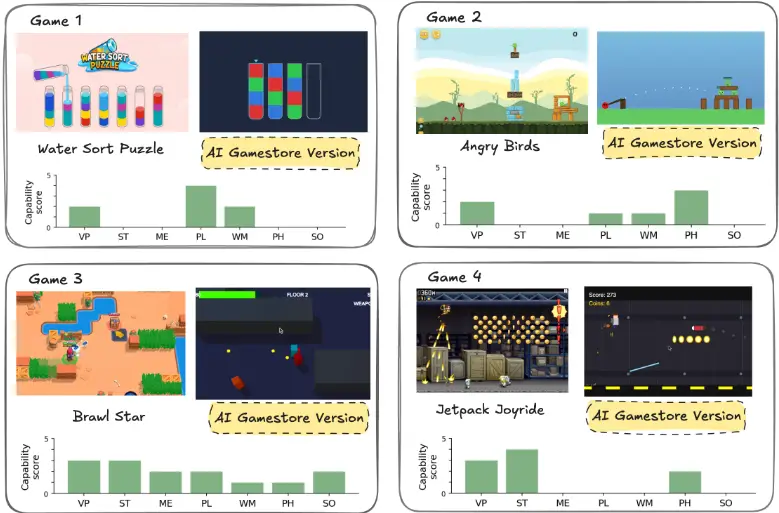 Game 1
WATER SORT
PUZZLE
Water Sort Puzzle
AI Gamestore Version
Capability
score
5
0
VP ST ME PL WM PH SO
Game 2
0
Angry Birds
AI Gamestore Version
Capability
score
5
0
VP ST ME PL WM PH SO
Game 3
FLOOR 2
S
WEAPO
Brawl Star
AI Gamestore Version
Capability
score
5
0
VP ST ME PL WM PH SO
Game 4
Score: 273
Coins: 6
Jetpack Joyride
AI Gamestore Version
Capability
score
5
0
VP ST ME PL WM PH SO